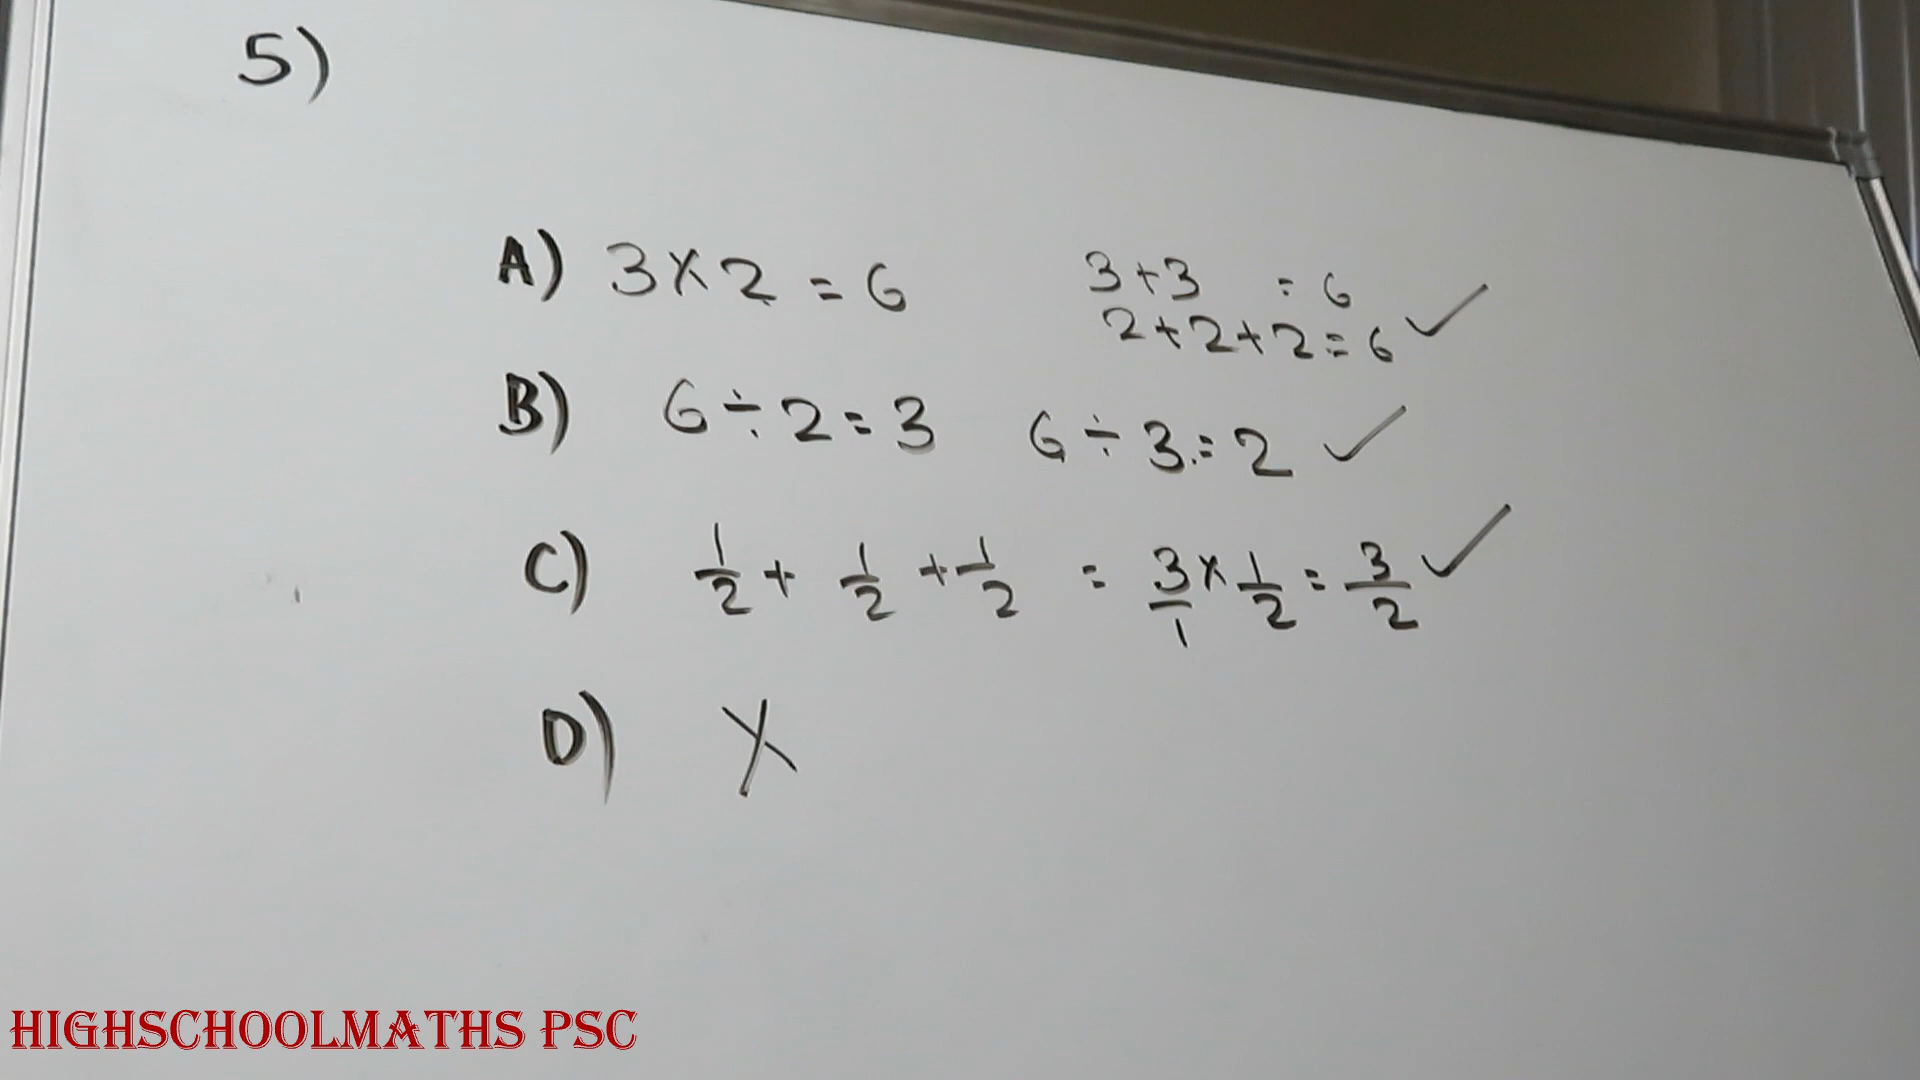 5)
A) 3×2 = 6 3+3 = 6
2+2+2 = 6 ✓
B) 6÷2=3 6÷3=2 ✓
C) 1/2 + 1/2 + 1/2 = 3/1 × 1/2 = 3/2 ✓
D) X
HIGHSCHOOLMATHS PSC